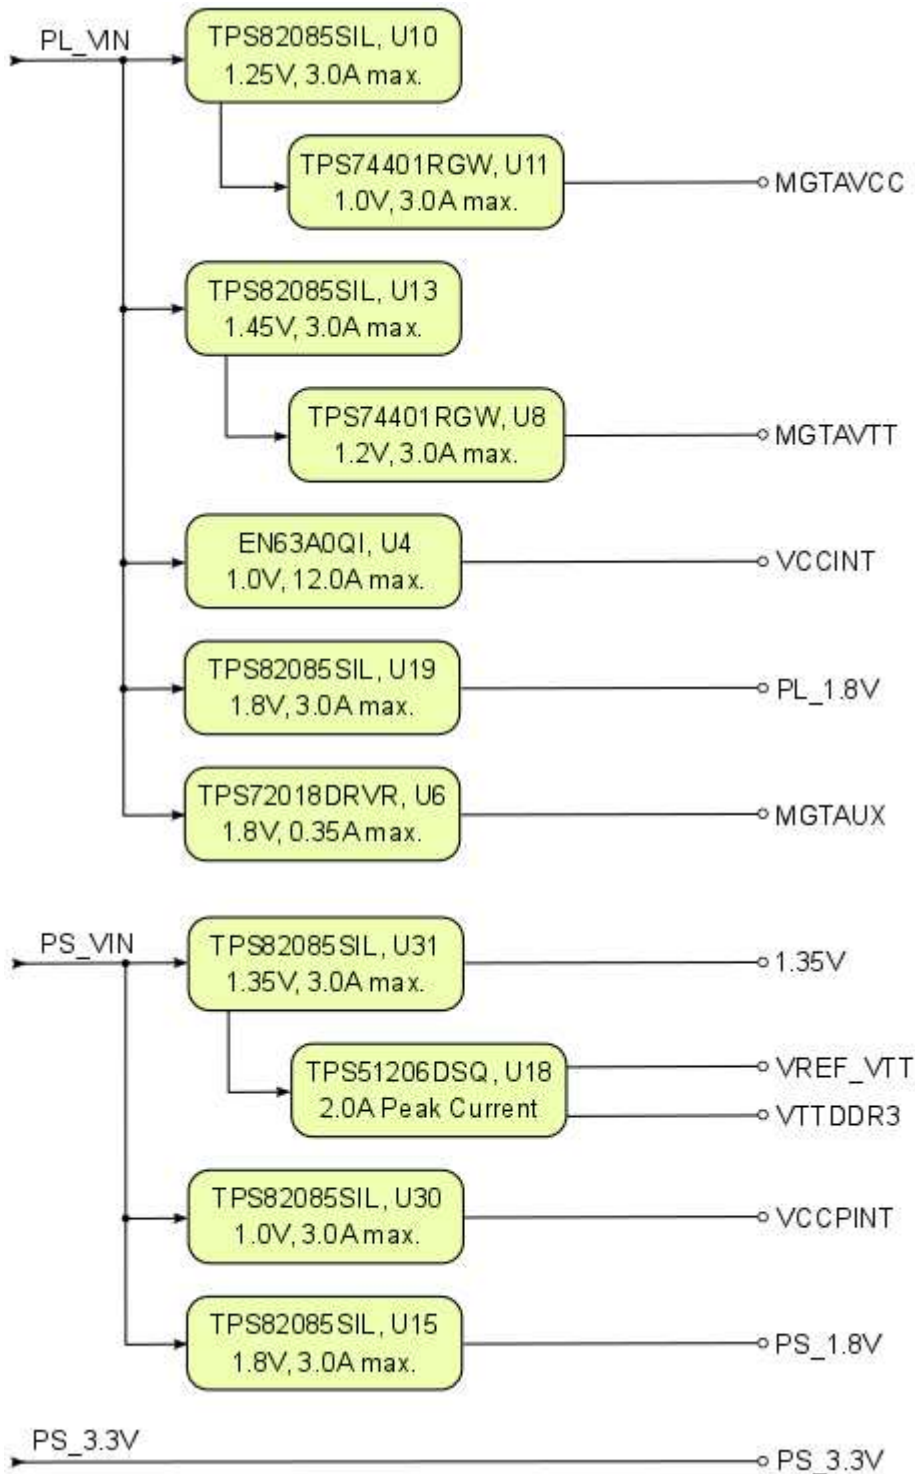 PL_VIN
TPS82085SIL, U10
1.25V, 3.0A max.
TPS74401RGW, U11
1.0V, 3.0A max.
MGTAVCC
TPS82085SIL, U13
1.45V, 3.0A max.
TPS74401RGW, U8
1.2V, 3.0A max.
MGTAVTT
EN63A0QI, U4
1.0V, 12.0A max.
VCCINT
TPS82085SIL, U19
1.8V, 3.0A max.
PL_1.8V
TPS72018DRVR, U6
1.8V, 0.35A max.
MGTAUX
PS_VIN
TPS82085SIL, U31
1.35V, 3.0A max.
1.35V
TPS51206DSQ, U18
2.0A Peak Current
VREF_VTT
VTTDDR3
TPS82085SIL, U30
1.0V, 3.0A max.
VCCPINT
TPS82085SIL, U15
1.8V, 3.0A max.
PS_1.8V
PS_3.3V
PS_3.3V